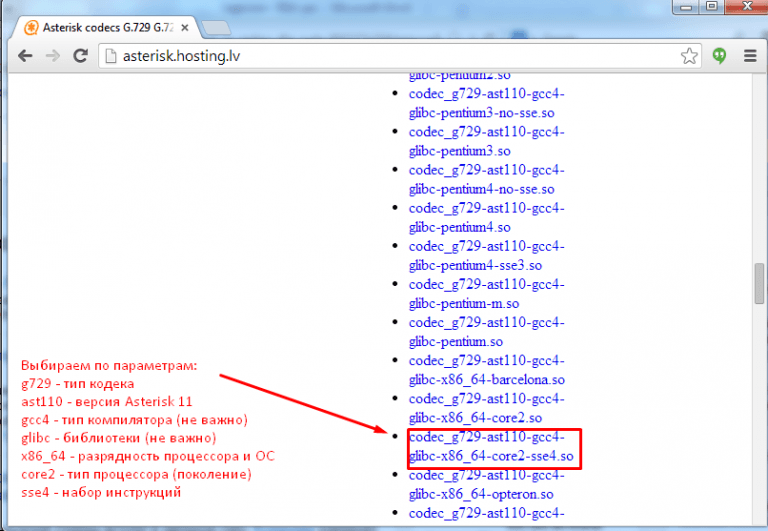 Asterisk codecs G.729 G.72
asterisk.hosting.lv
glibc-pentium2.so
codec_g729-ast110-gcc4-
glibc-pentium3-no-sse.so
codec_g729-ast110-gcc4-
glibc-pentium3.so
codec_g729-ast110-gcc4-
glibc-pentium4-no-sse.so
codec_g729-ast110-gcc4-
glibc-pentium4.so
codec_g729-ast110-gcc4-
glibc-pentium4-sse3.so
codec_g729-ast110-gcc4-
glibc-pentium-m.so
codec_g729-ast110-gcc4-
glibc-pentium.so
codec_g729-ast110-gcc4-
glibc-x86_64-barcelona.so
codec_g729-ast110-gcc4-
glibc-x86_64-core2.so
codec_g729-ast110-gcc4-
glibc-x86_64-core2-sse4.so
codec_g729-ast110-gcc4-
glibc-x86_64-opteron.so
codec_g729-ast110-gcc4-
Выбираем по параметрам:
g729 - тип кодека
ast110 - версия Asterisk 11
gcc4 - тип компилятора (не важно)
glibc - библиотеки (не важно)
x86_64 - разрядность процессора и ОС
core2 - тип процессора (поколение)
sse4 - набор инструкций